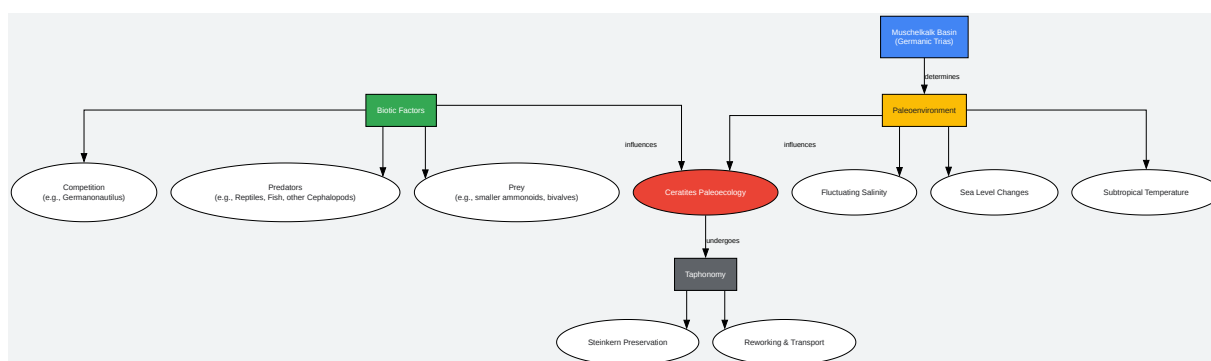 Muschelkalk Basin
(Germanic Trias)
determines
Biotic Factors
Paleoenvironment
influences
influences
Competition
(e.g., Germanonautilus)
Predators
(e.g., Reptiles, Fish, other Cephalopods)
Prey
(e.g., smaller ammonoids, bivalves)
Ceratites Paleoecology
Fluctuating Salinity
Sea Level Changes
Subtropical Temperature
undergoes
Taphonomy
Steinkern Preservation
Reworking & Transport